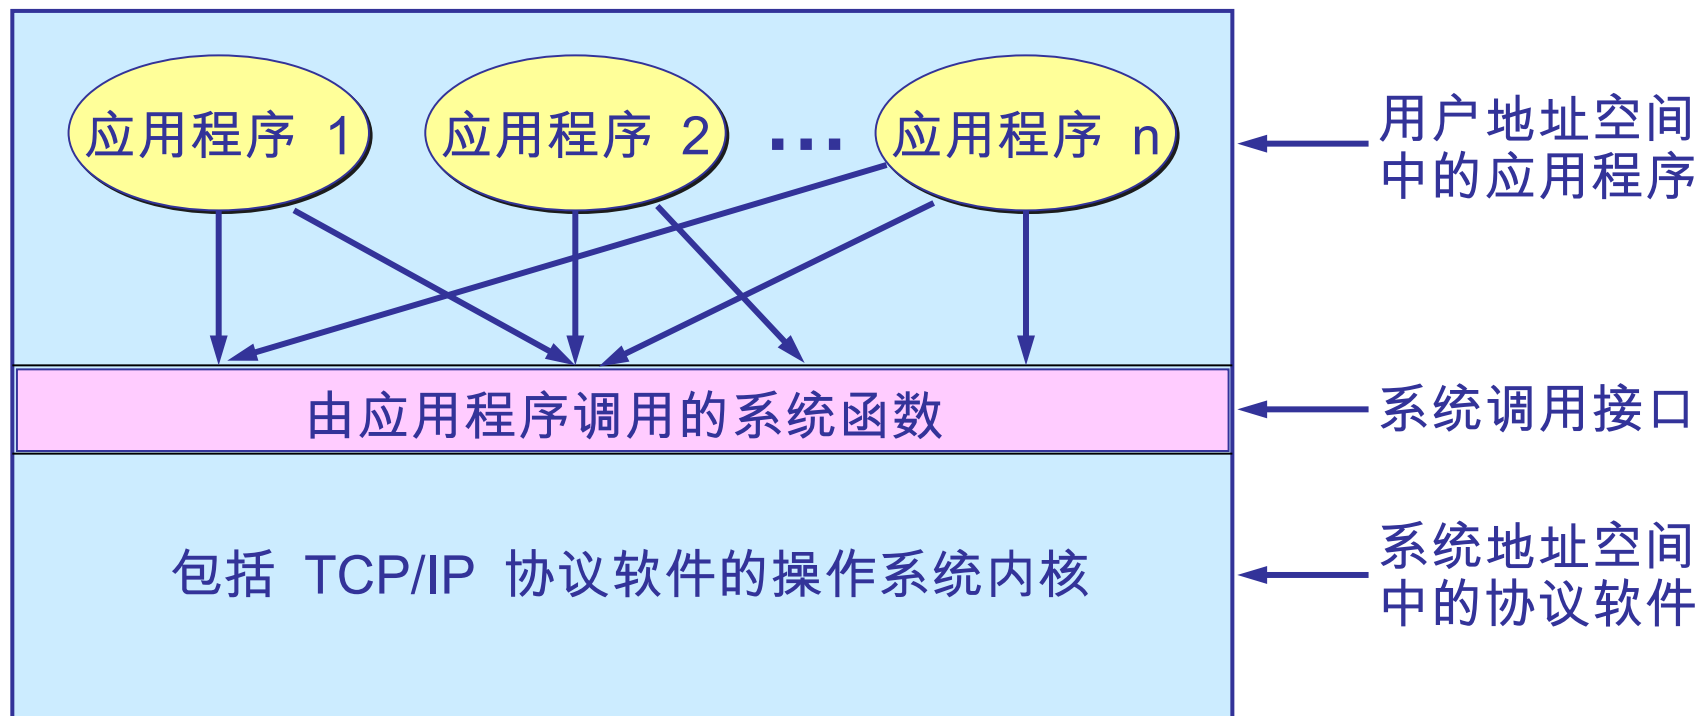 应用程序 1
应用程序 2
...
应用程序 n
用户地址空间
中的应用程序
由应用程序调用的系统函数
系统调用接口
包括 TCP/IP 协议软件的操作系统内核
系统地址空间
中的协议软件